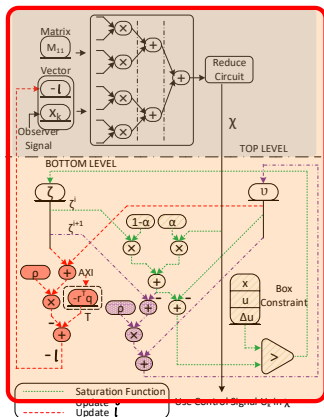 Matrix
M₁₁
Vector
-l
Xₖ
Observer
Signal
× × × ×
+ + +
Reduce
Circuit
χ
TOP LEVEL
BOTTOM LEVEL
ζ
υ
ζⁱ
ζⁱ⁺¹
1-α
α
× ×
ρ
+
AXI
+
×
-rᵀq
T
ρ
+
- +
-
×
-
+
-l
+
x
u
Δu
Box
Constraint
>
Saturation Function
Update
Update l
Use Control Signal
in χ